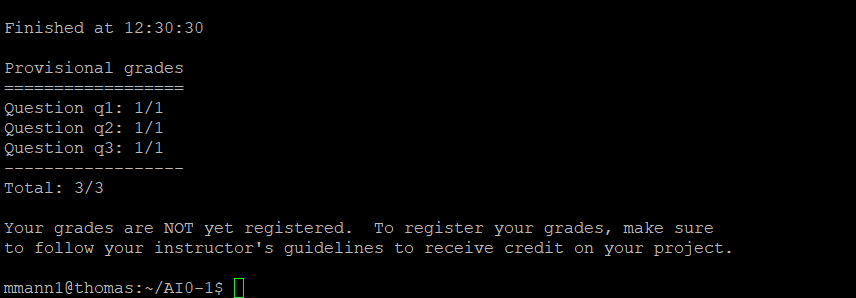 Finished at 12:30:30
Provisional grades
==================
Question q1: 1/1
Question q2: 1/1
Question q3: 1/1
------------------
Total: 3/3
Your grades are NOT yet registered.  To register your grades, make sure
to follow your instructor's guidelines to receive credit on your project.
mmann1@thomas:~/AI0-1$